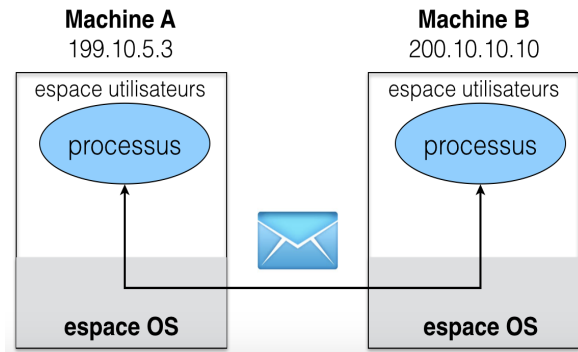 Machine A
199.10.5.3
espace utilisateurs
processus
espace OS
Machine B
200.10.10.10
espace utilisateurs
processus
espace OS